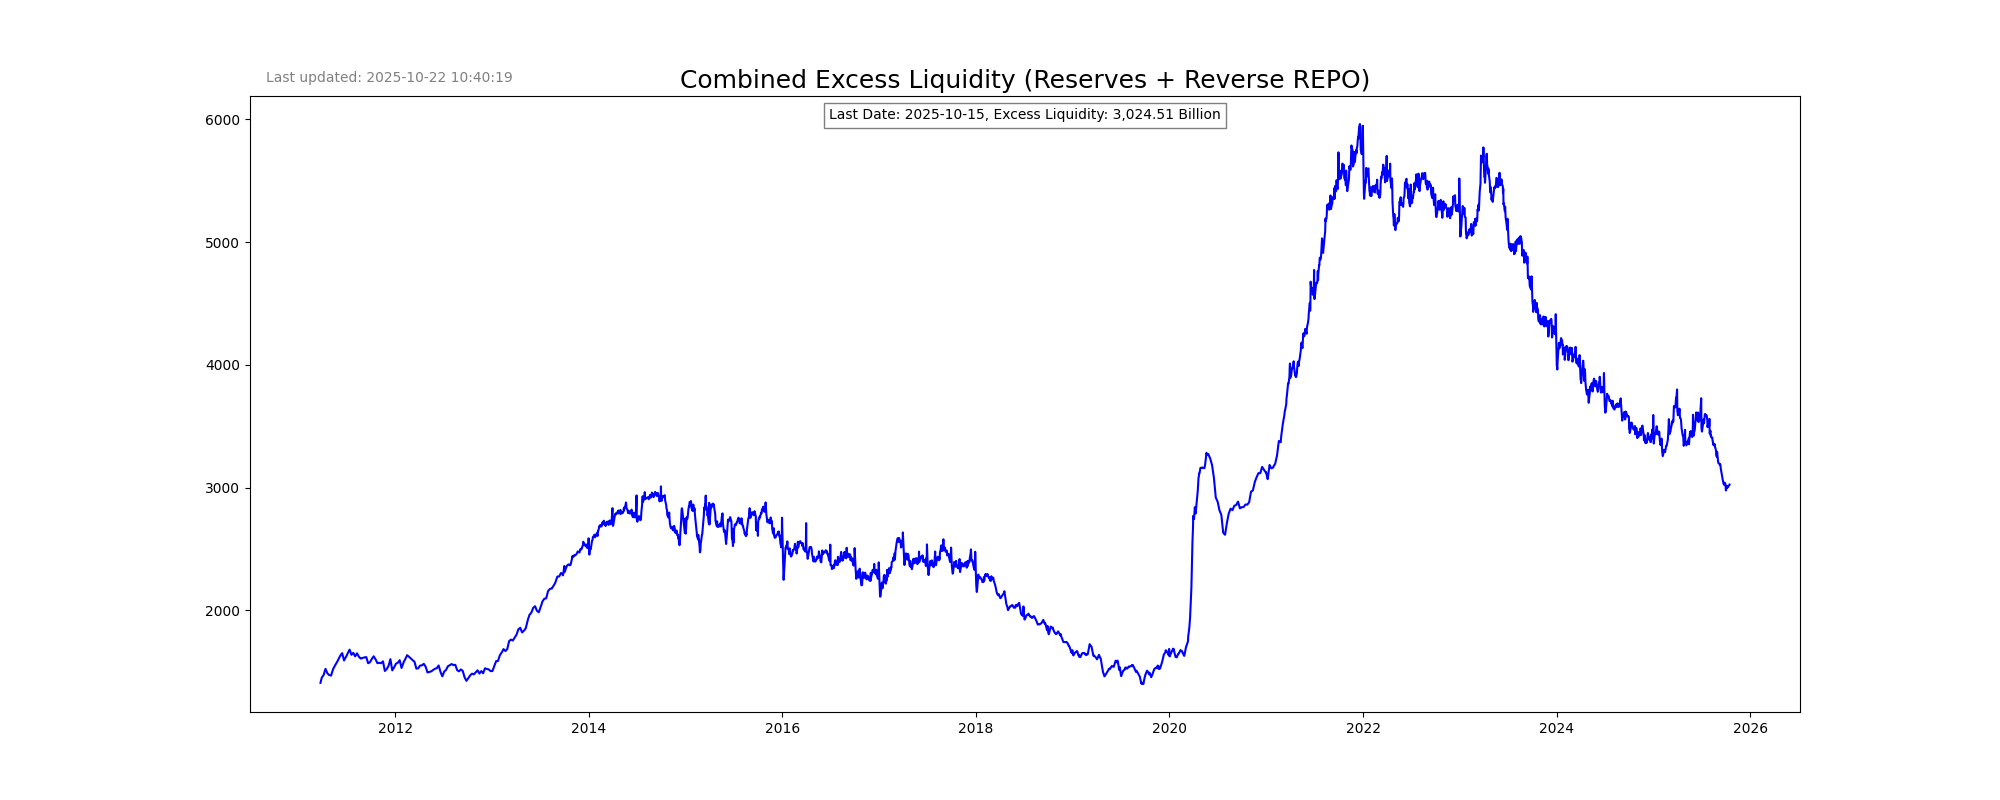 Last updated: 2025-10-22 10:40:19
Combined Excess Liquidity (Reserves + Reverse REPO)
Last Date: 2025-10-15, Excess Liquidity: 3,024.51 Billion
6000
5000
4000
3000
2000
2012 2014 2016 2018 2020 2022 2024 2026